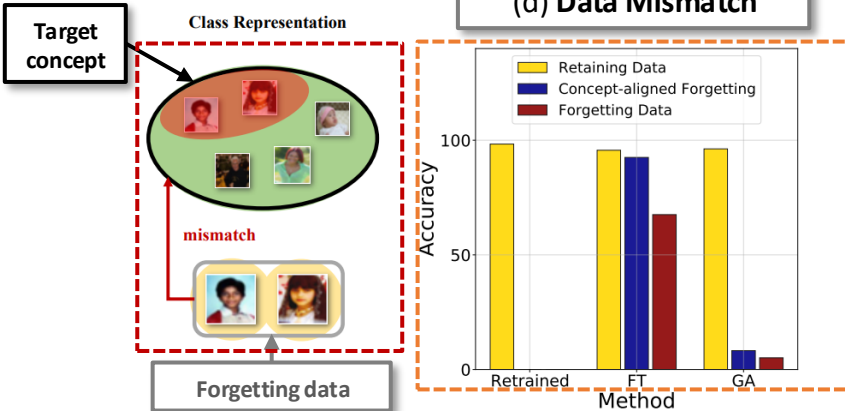 Target
concept
Class Representation
mismatch
Forgetting data
(d) Data Mismatch
Retaining Data
Concept-aligned Forgetting
Forgetting Data
Accuracy
100
50
0
Retrained FT GA
Method